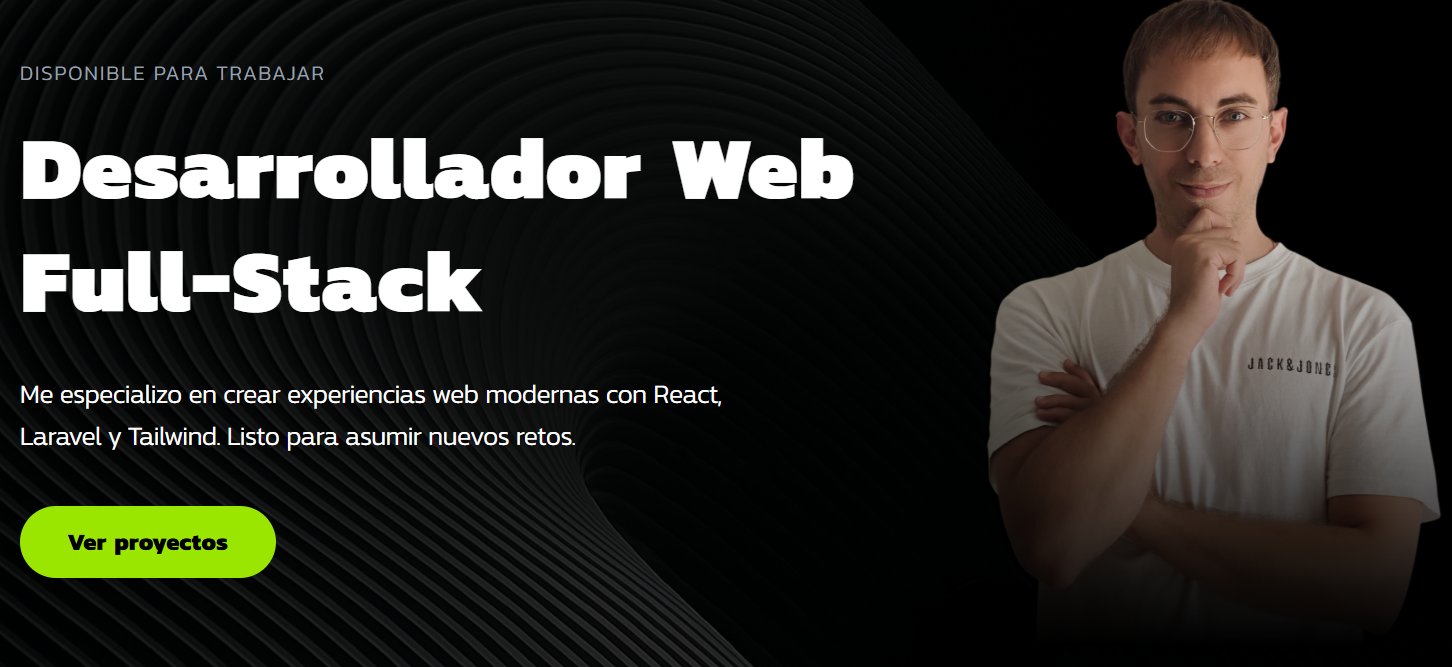 DISPONIBLE PARA TRABAJAR
Desarrollador Web
Full-Stack
Me especializo en crear experiencias web modernas con React,
Laravel y Tailwind. Listo para asumir nuevos retos.
Ver proyectos
JACK&JONES